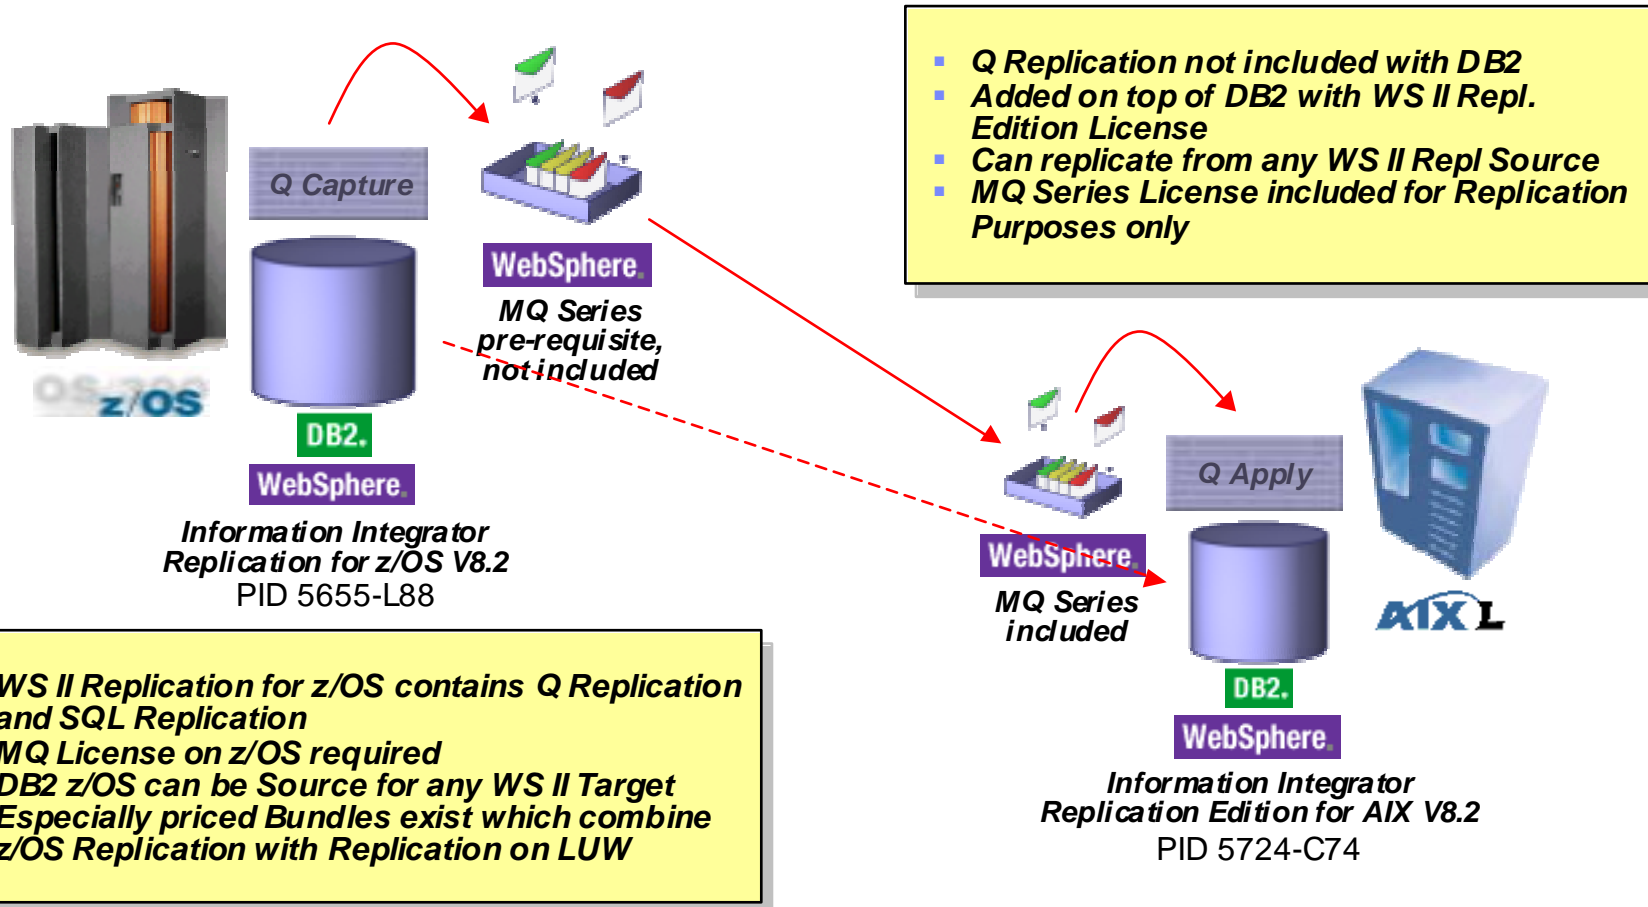 Q Replication not included with DB2
Added on top of DB2 with WS II Repl.
Edition License
Can replicate from any WS II Repl Source
MQ Series License included for Replication
Purposes only
Q Capture
WebSphere.
MQ Series
pre-requisite,
not included
OS/390
z/OS
DB2.
WebSphere.
Information Integrator
Replication for z/OS V8.2
PID 5655-L88
Q Apply
WebSphere.
MQ Series
included
AIX L
DB2.
WebSphere.
Information Integrator
Replication Edition for AIX V8.2
PID 5724-C74
WS II Replication for z/OS contains Q Replication
and SQL Replication
MQ License on z/OS required
DB2 z/OS can be Source for any WS II Target
Especially priced Bundles exist which combine
z/OS Replication with Replication on LUW